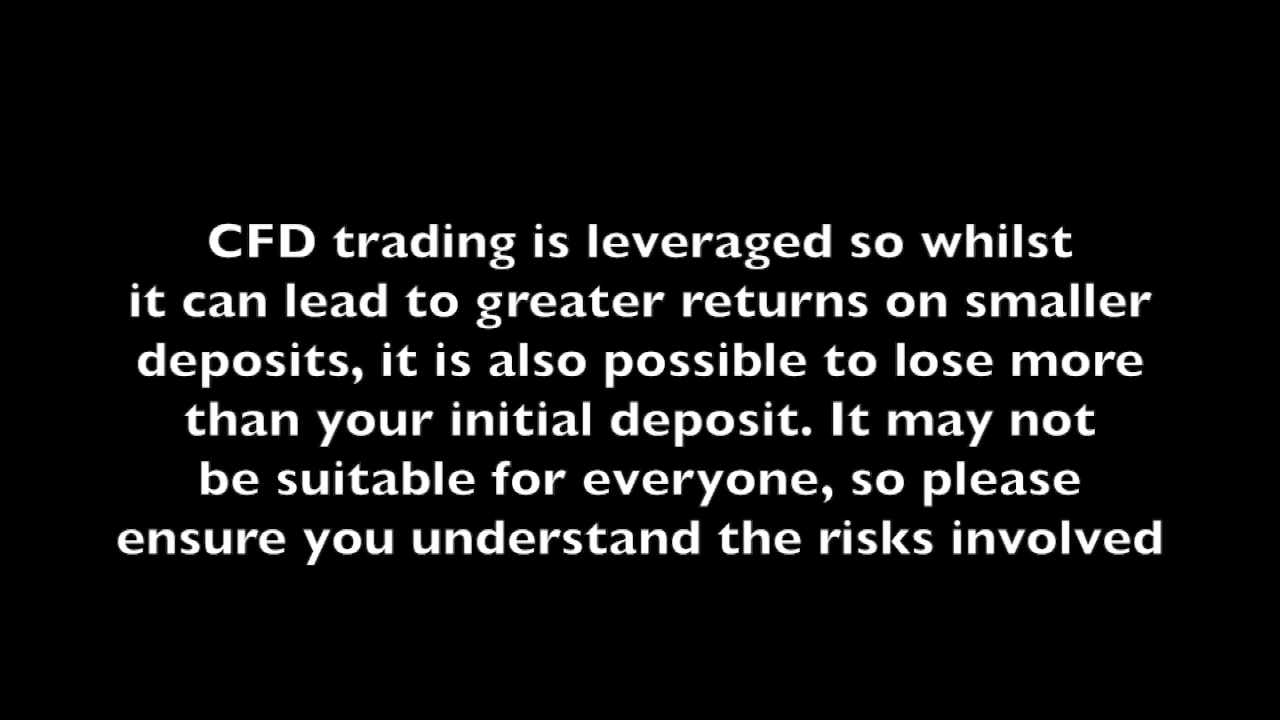 CFD trading is leveraged so whilst
it can lead to greater returns on smaller
deposits, it is also possible to lose more
than your initial deposit. It may not
be suitable for everyone, so please
ensure you understand the risks involved